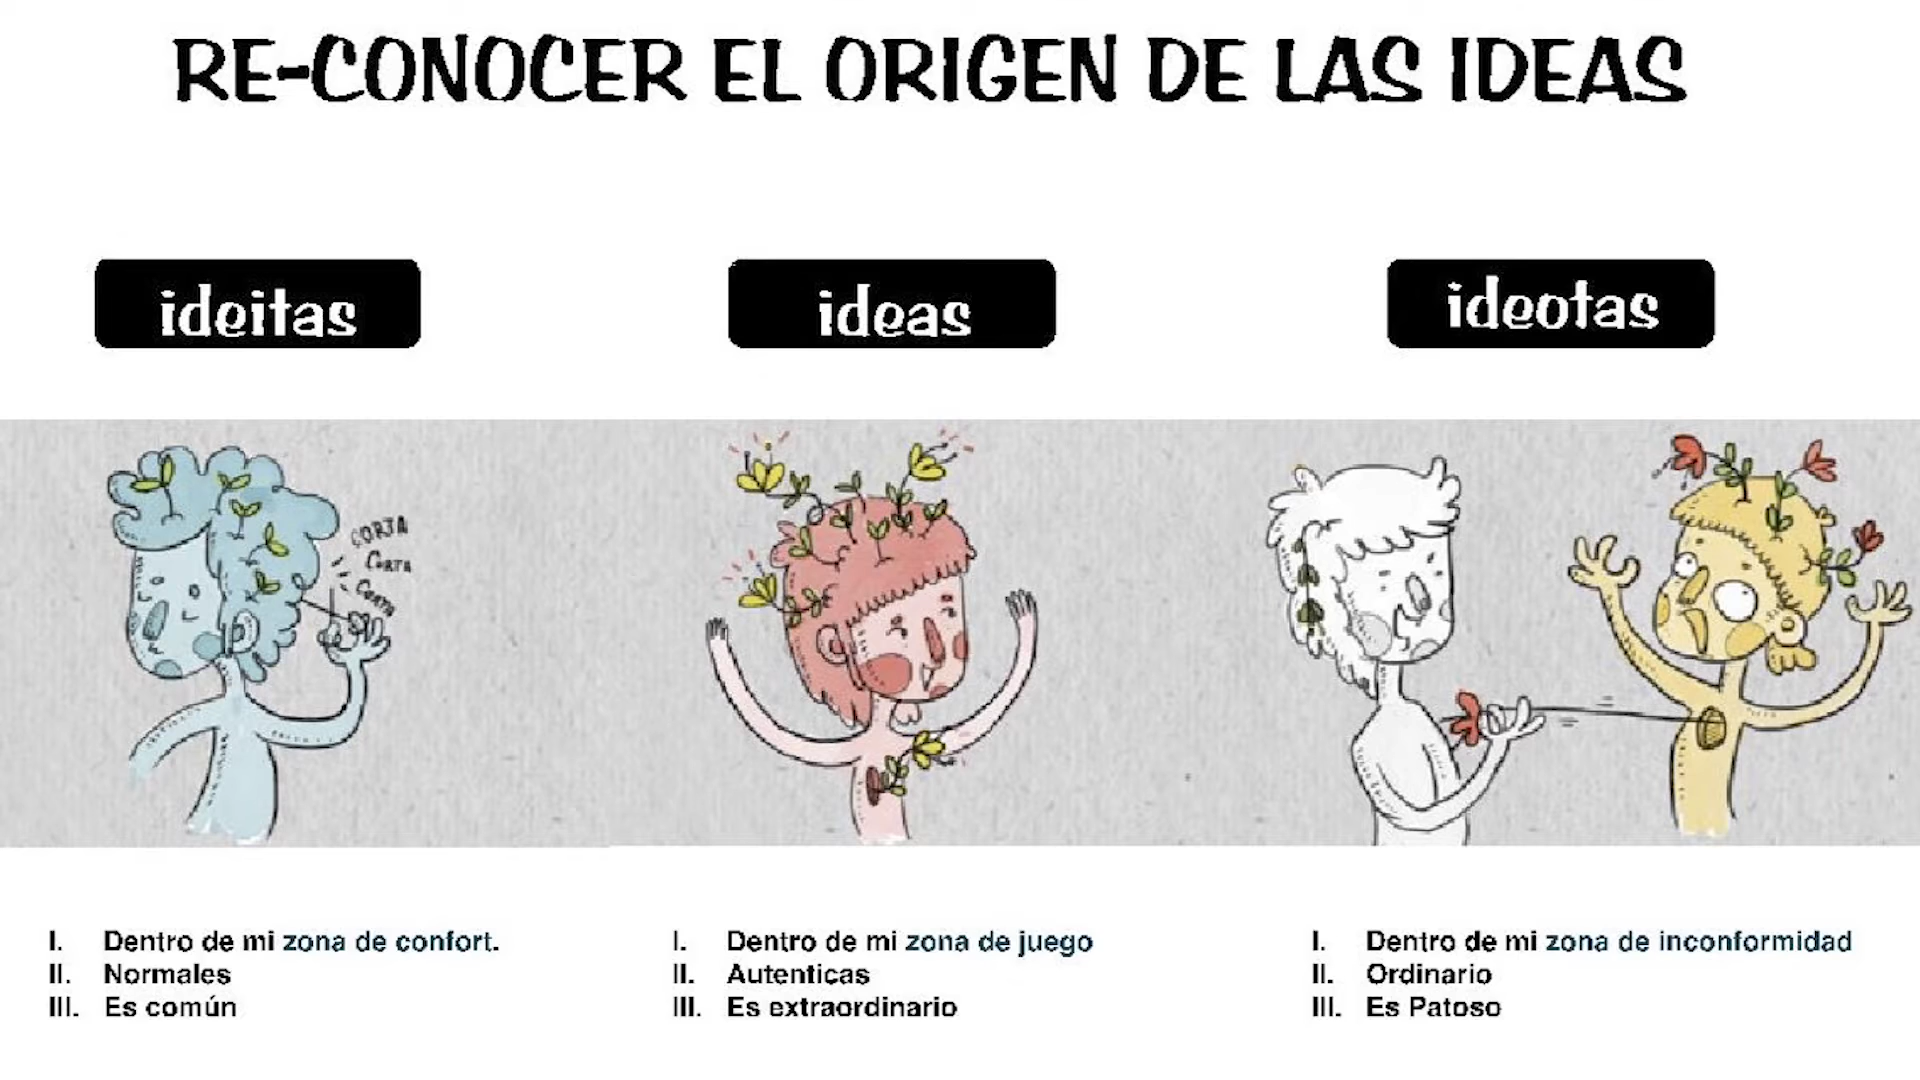 RE-CONOCER EL ORIGEN DE LAS IDEAS
ideitas
ideas
ideotas
CORTA
CORTA
CORTA
I. Dentro de mi zona de confort.
II. Normales
III. Es común
I. Dentro de mi zona de juego
II. Autenticas
III. Es extraordinario
I. Dentro de mi zona de inconformidad
II. Ordinario
III. Es Patoso